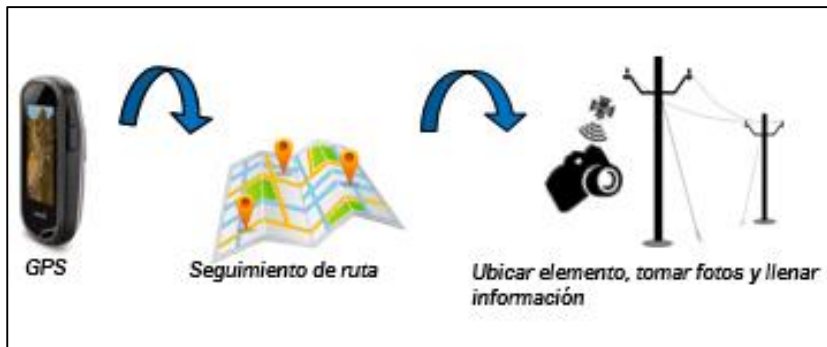 GPS
Seguimiento de ruta
Ubicar elemento, tomar fotos y llenar
información